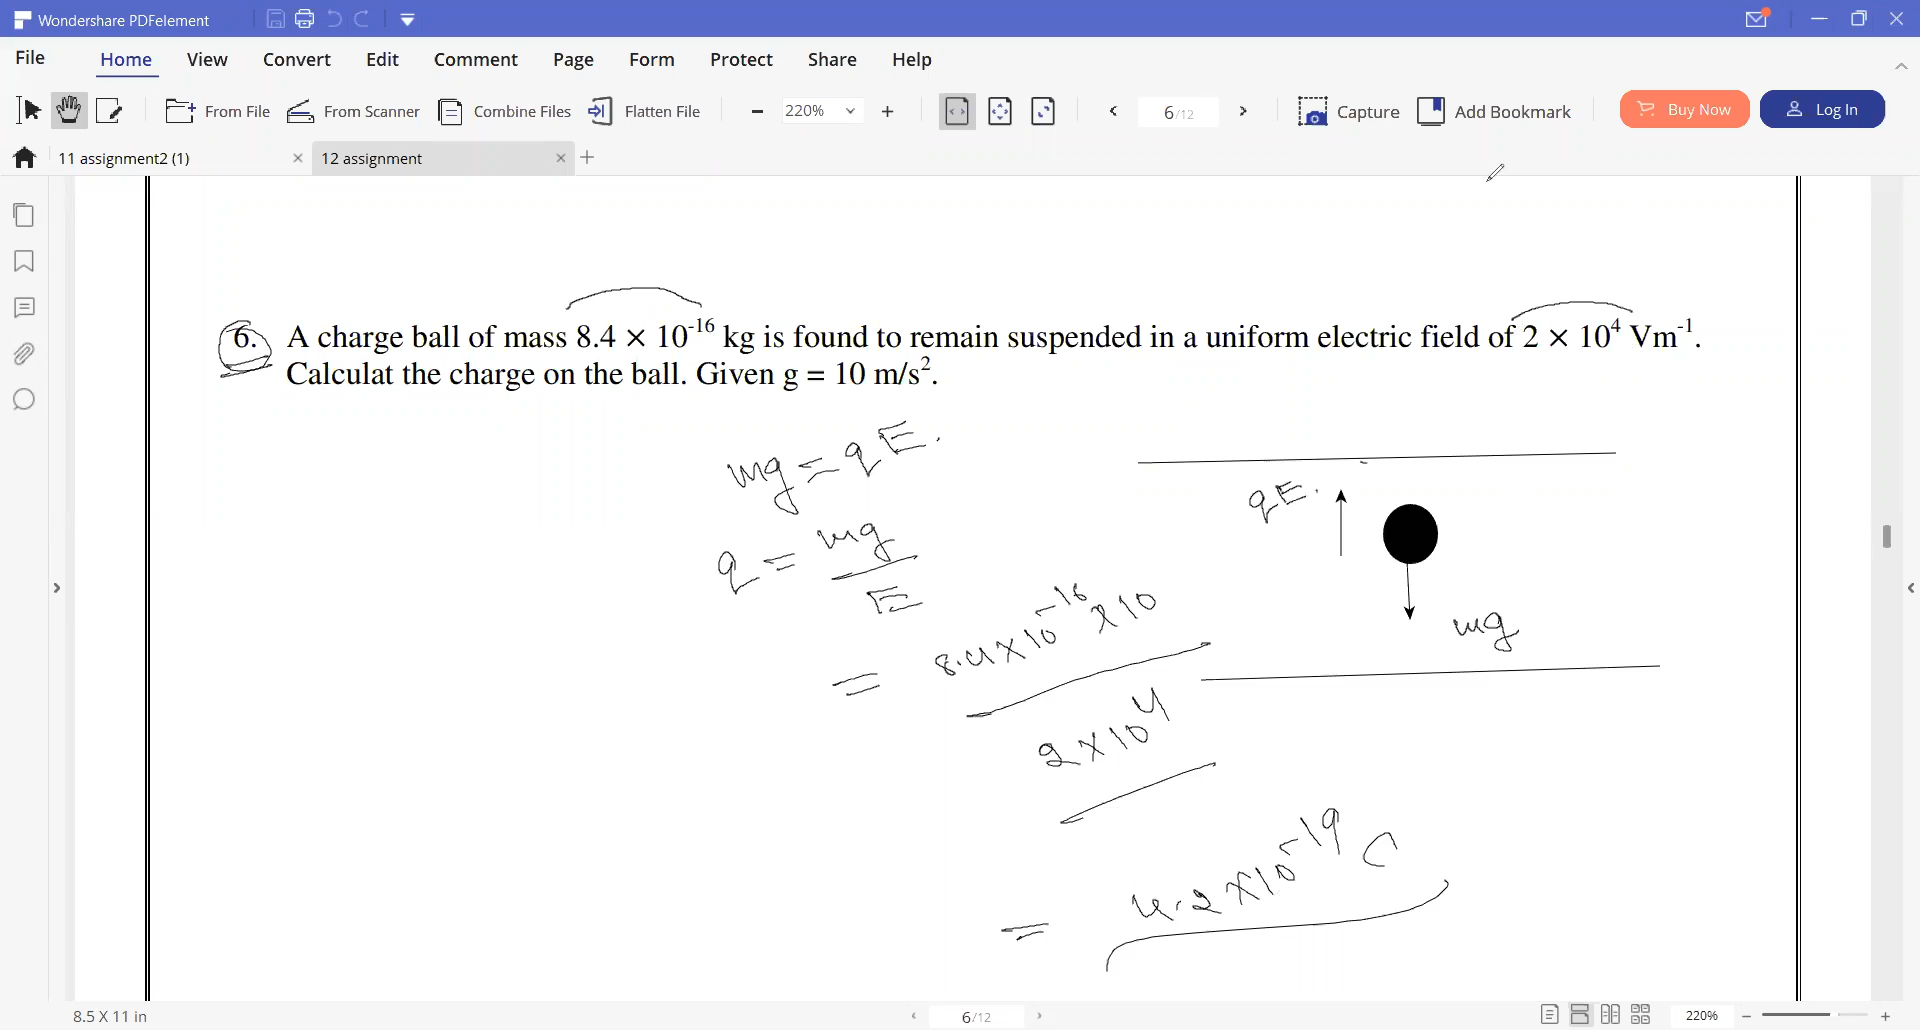 Wondershare PDFelement
File Home View Convert Edit Comment Page Form Protect Share Help
From File From Scanner Combine Files Flatten File 220% 6/12 Capture Add Bookmark Buy Now Log In
11 assignment2 (1) 12 assignment
6. A charge ball of mass 8.4 × 10⁻¹⁶ kg is found to remain suspended in a uniform electric field of 2 × 10⁴ Vm⁻¹.
Calculat the charge on the ball. Given g = 10 m/s².
mg = qE.
qE.
q = mg
E
mg
= 8.4 × 10⁻¹⁶ × 10
2 × 10⁴
= 4.2 × 10⁻¹⁹ C
8.5 X 11 in 6/12 220%